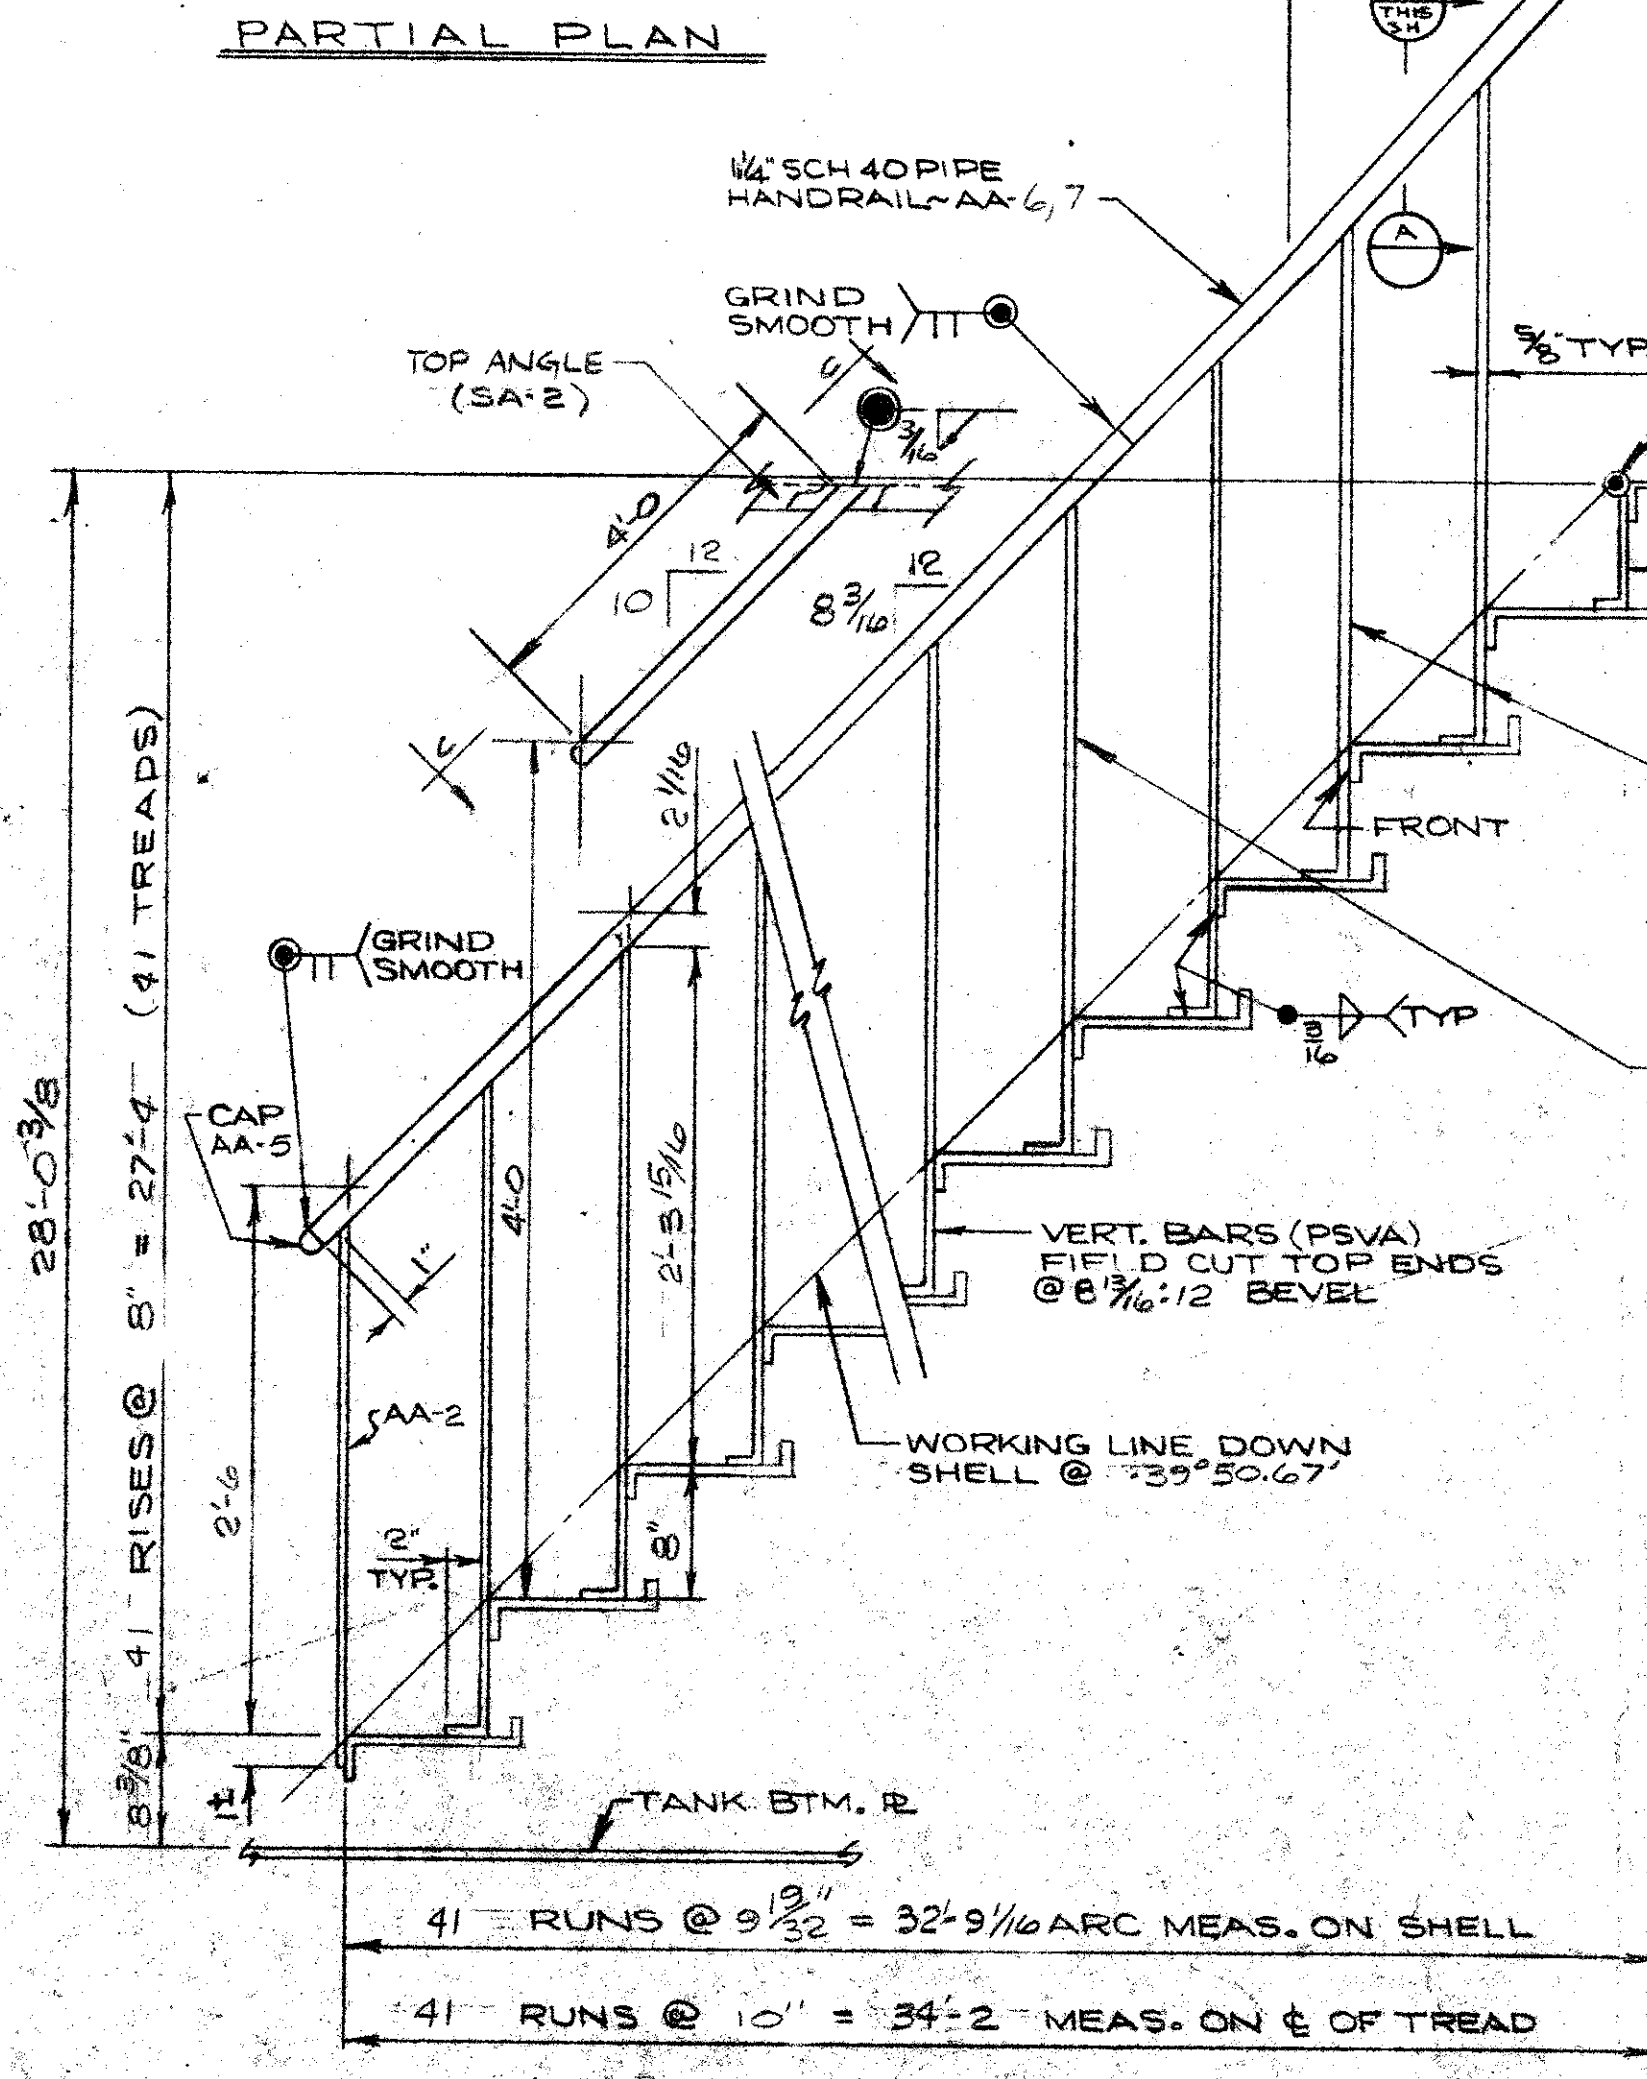 PARTIAL PLAN
THIS
SH
1 1/4" SCH 40 PIPE
HANDRAIL~AA-6,7
A
GRIND
SMOOTH
5/8" TYP
TOP ANGLE
(SA-2)
C
3/16
4'-0
12
10
12
8 3/16
C
2 1/16
FRONT
GRIND
SMOOTH
3/16
TYP
CAP
AA-5
28'-0 3/8
41 RISES @ 8" = 27'-4 (41 TREADS)
4'-0
2'-3 15/16
1"
VERT. BARS (PSVA)
FIELD CUT TOP ENDS
@ 8 13/16:12 BEVEL
AA-2
WORKING LINE DOWN
SHELL @ 39°50.67'
2'-6
2"
TYP.
8"
8 3/8"
1±
TANK BTM. PL
41 RUNS @ 9 19/32" = 32'-9 1/16 ARC MEAS. ON SHELL
41 RUNS @ 10" = 34'-2 MEAS. ON ℄ OF TREAD